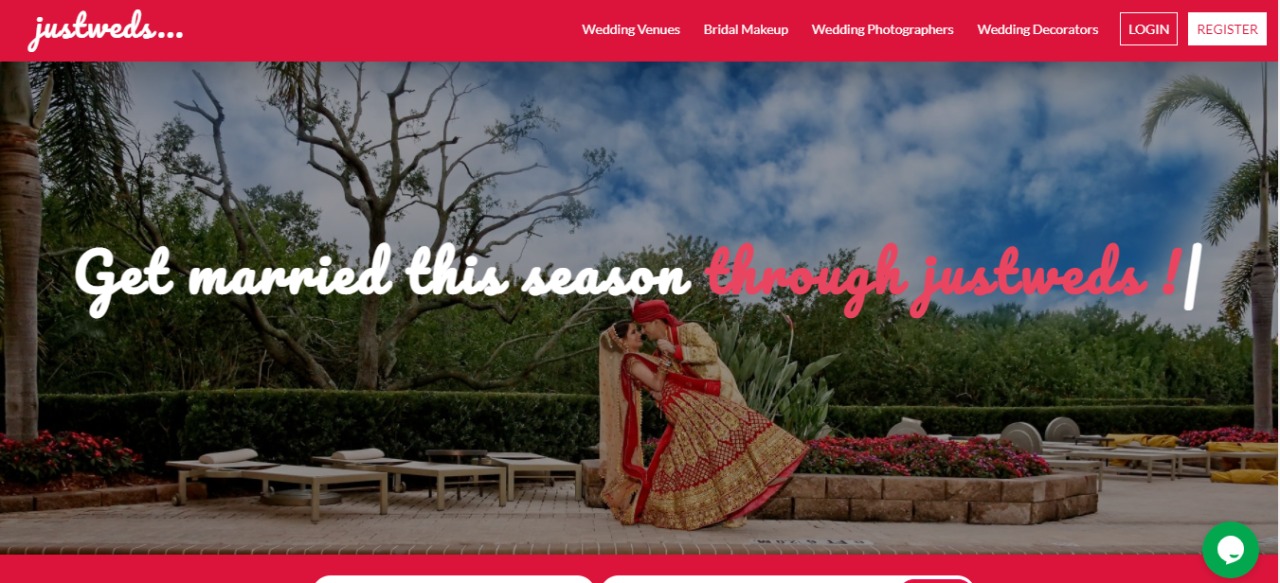 justweds...
Wedding Venues Bridal Makeup Wedding Photographers Wedding Decorators LOGIN REGISTER
Get married this season through justweds !|